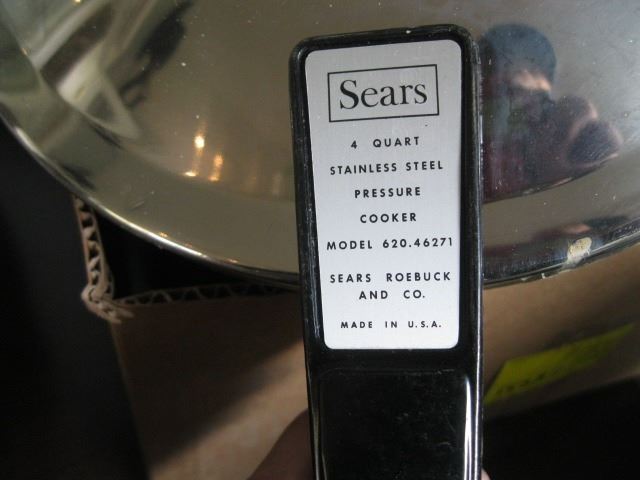 Sears
4 QUART
STAINLESS STEEL
PRESSURE
COOKER
MODEL 620.46271
SEARS ROEBUCK
AND CO.
MADE IN U.S.A.